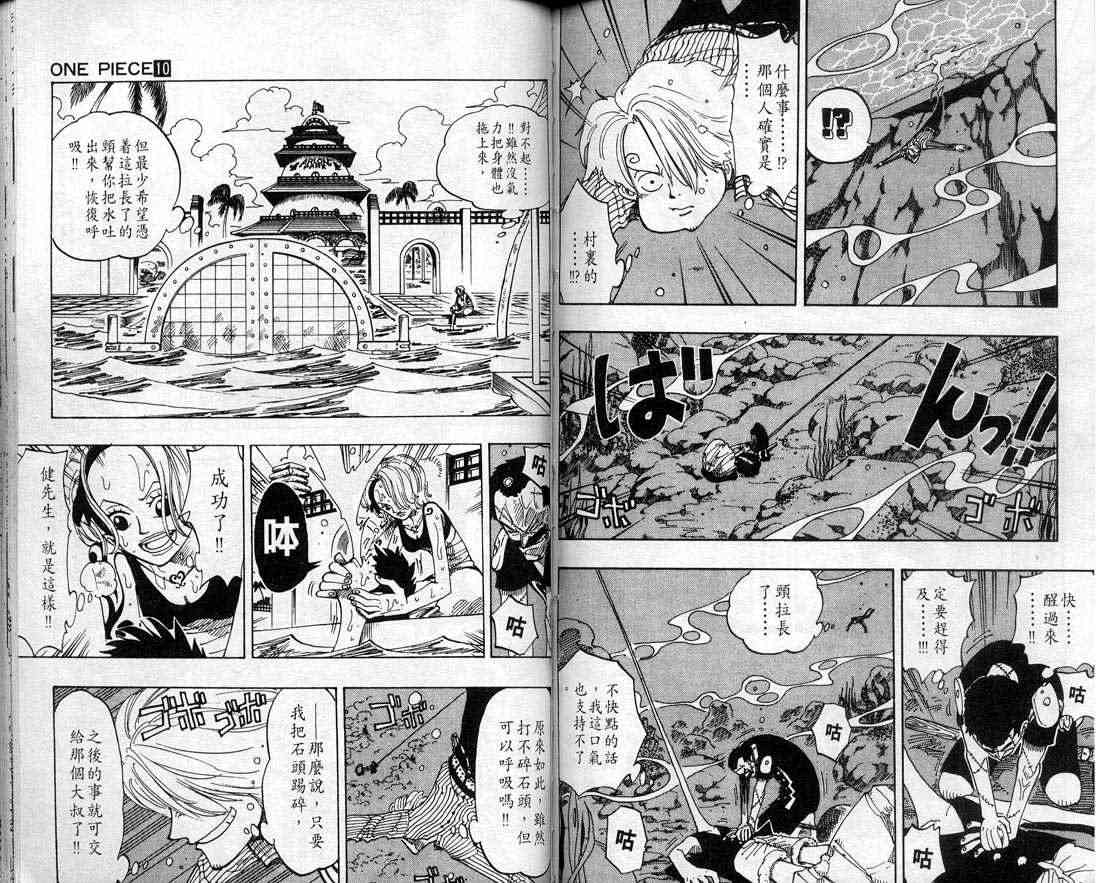 !?
什麼事……!?
那個人確實是
……
……村裏的
……!!?
ばんっ!!
ゴボ
ゴボ
快……
醒過來
……!!
定要趕得
及……!!!
咕
咕
頭拉長
了……
不快點的話
，我這口氣
也支持不了
。
咕
咕
ONE PIECE10
對不起……
!!雖然沒氣
力把身體也
拖上來，
但最少希望憑
着這拉長了的
頸幫你把水吐
出來，恢復呼
吸!!
咕
咕
呠
成功了!!
健先生，就是這樣!!
原來如此，雖然
打不碎石頭，但
可以呼吸嗎!!
ゴボ
——那麼說，只要
我把石頭踢碎，
ゴボ
ゴボ
之後的事就可交
給那個大叔了!!